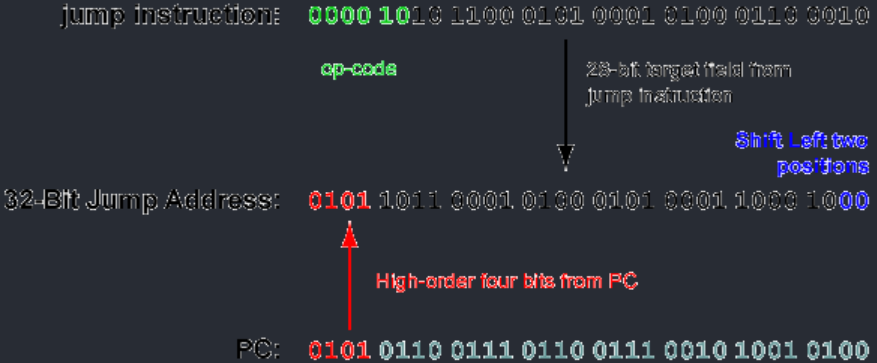 jump instruction: 0000 1010 1100 0101 0001 0100 0110 0010
op-code
26-bit target field from
jump instruction
Shift Left two
positions
32-Bit Jump Address: 0101 1011 0001 0100 0101 0001 1000 1000
High-order four bits from PC
PC: 0101 0110 0111 0110 0111 0010 1001 0100